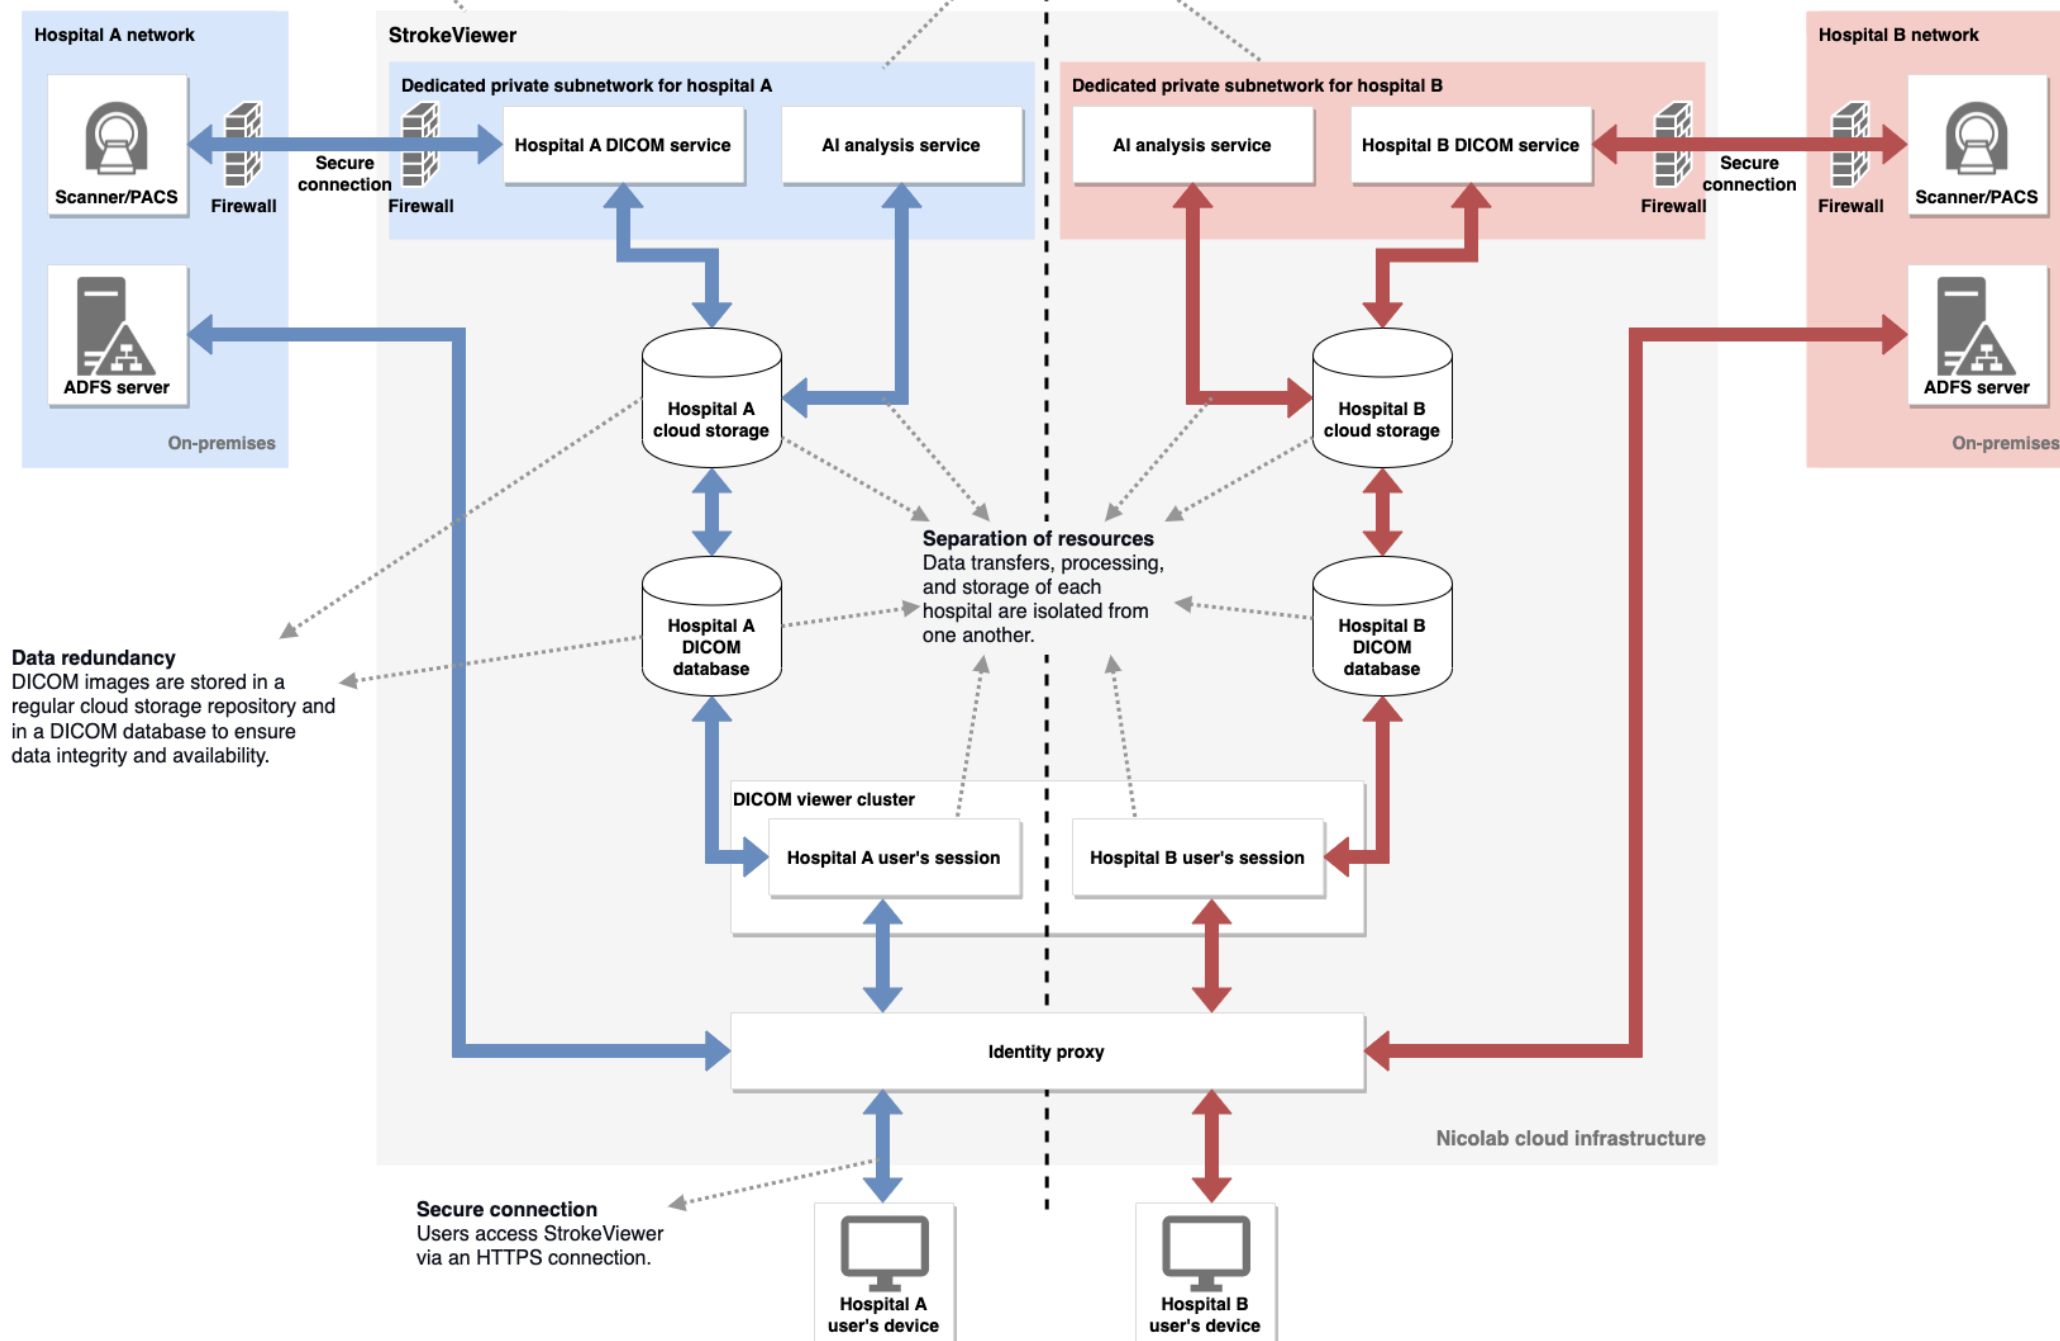 Hospital A network
StrokeViewer
Hospital B network
Dedicated private subnetwork for hospital A
Dedicated private subnetwork for hospital B
Scanner/PACS
Firewall
Secure
connection
Firewall
Hospital A DICOM service
AI analysis service
AI analysis service
Hospital B DICOM service
Firewall
Secure
connection
Firewall
Scanner/PACS
ADFS server
On-premises
ADFS server
On-premises
Hospital A
cloud storage
Hospital B
cloud storage
Separation of resources
Data transfers, processing,
and storage of each
hospital are isolated from
one another.
Hospital A
DICOM
database
Hospital B
DICOM
database
Data redundancy
DICOM images are stored in a
regular cloud storage repository and
in a DICOM database to ensure
data integrity and availability.
DICOM viewer cluster
Hospital A user's session
Hospital B user's session
Identity proxy
Nicolab cloud infrastructure
Secure connection
Users access StrokeViewer
via an HTTPS connection.
Hospital A
user's device
Hospital B
user's device